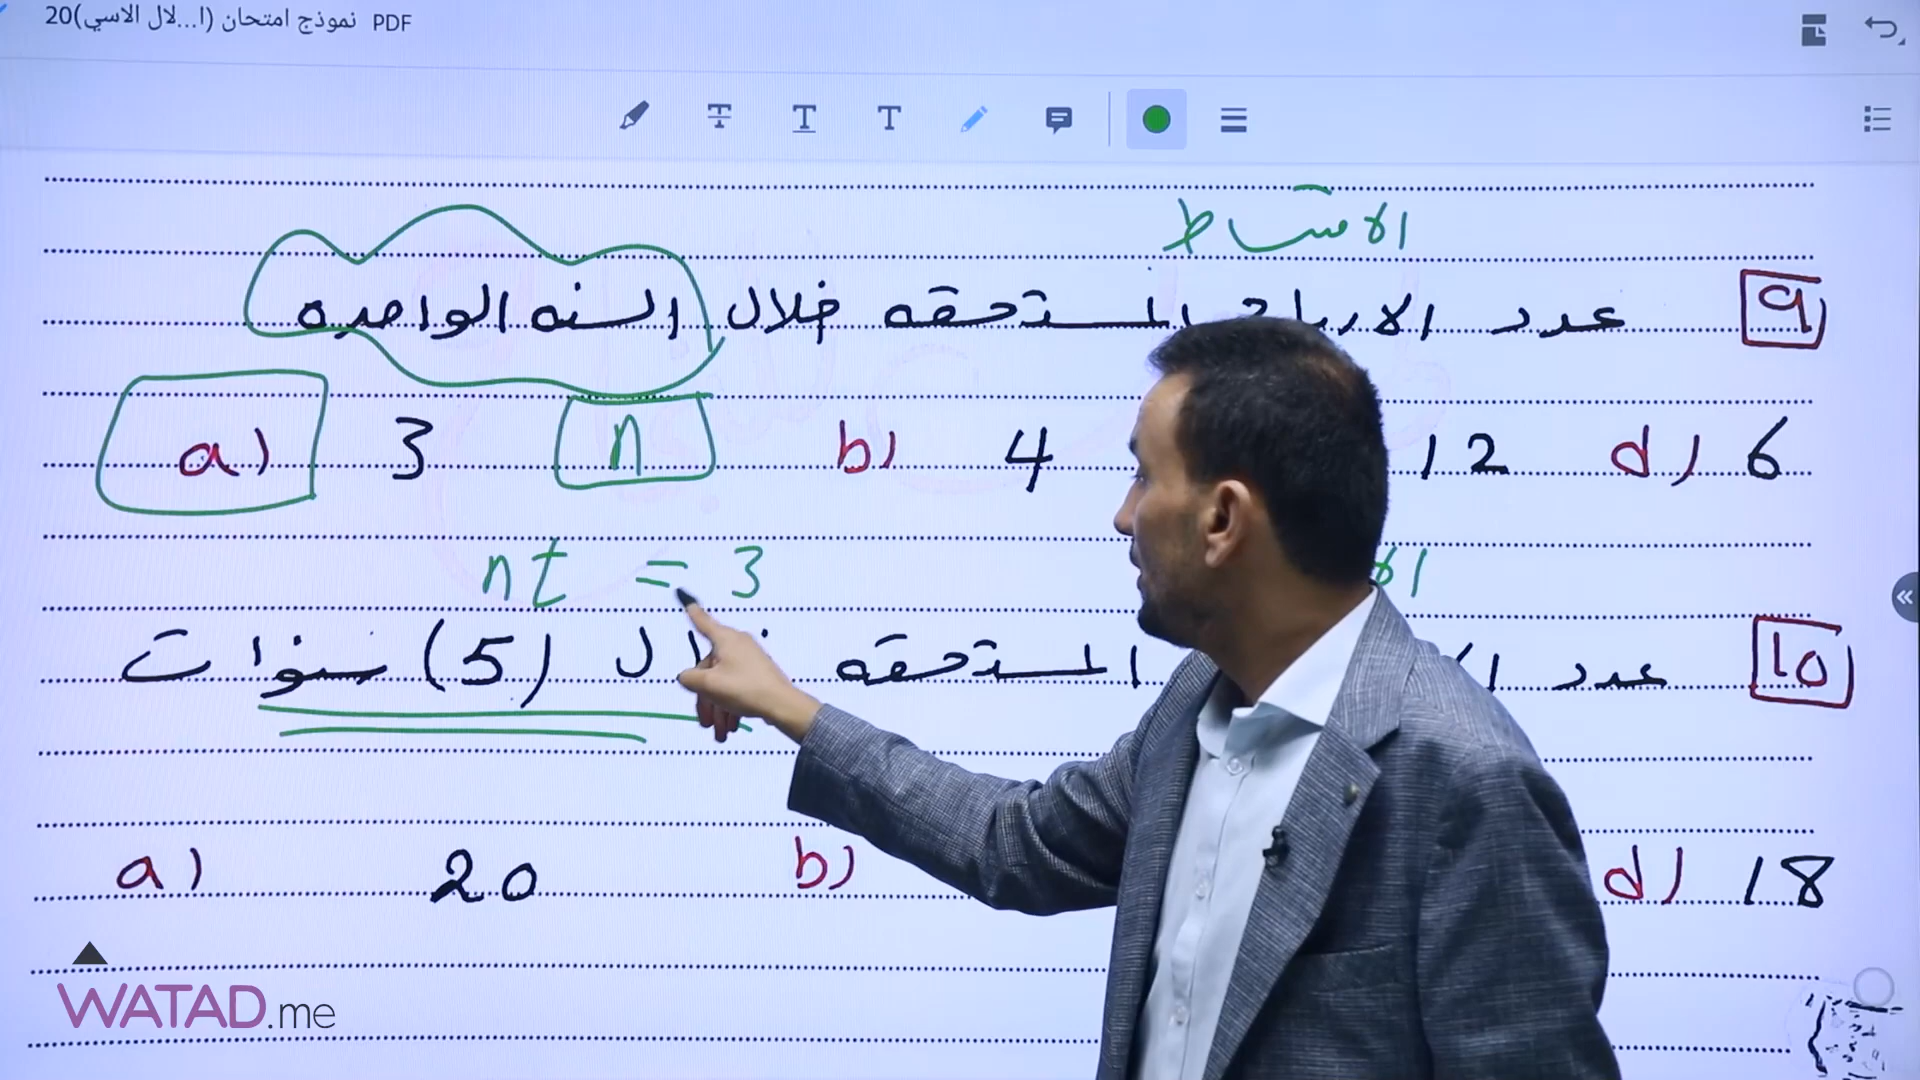 نموذج امتحان (ا...لال الاسي)20 PDF
الاقساط
9 عدد الارباح المستحقه خلال السنه الواحده
a) 3 n b) 4 12 d) 6
nt = 3
10 عدد المستحقه خلال (5) سنوات
a) 20 b) d) 18
WATAD.me